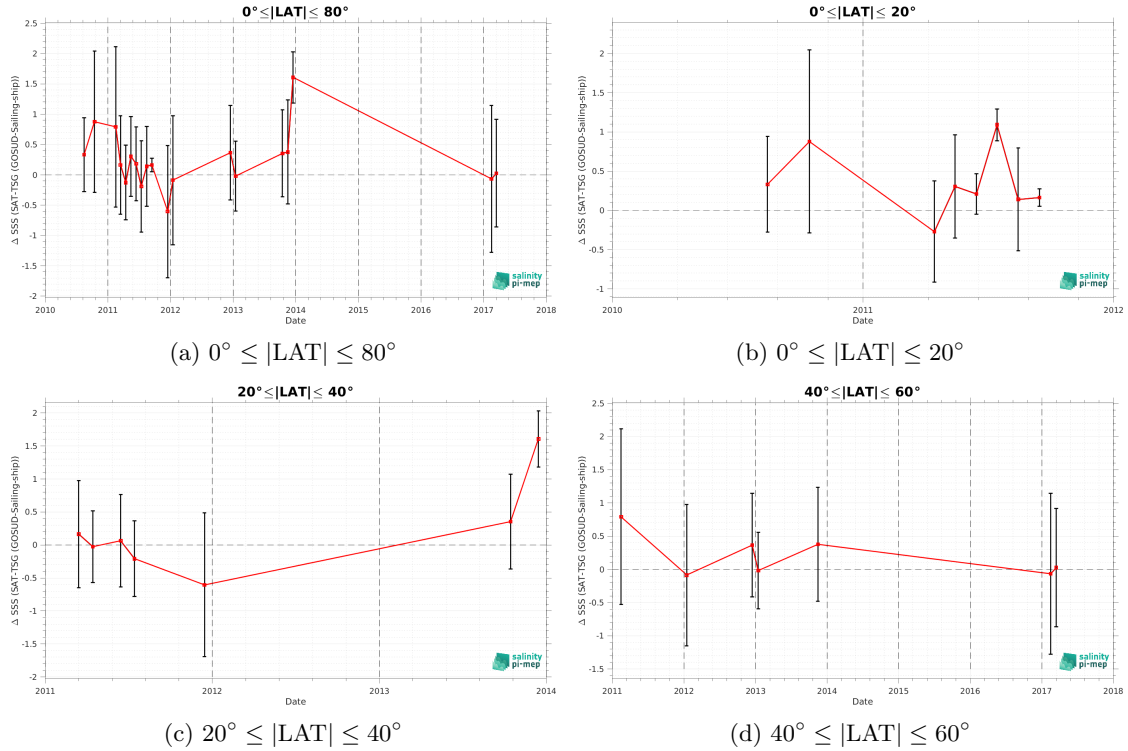 0°≤|LAT|≤ 80°
2.5
2
1.5
1
0.5
0
-0.5
-1
-1.5
-2
Δ SSS (SAT-TSG (GOSUD-Sailing-ship))
2010 2011 2012 2013 2014 2015 2016 2017 2018
Date
salinity
pi-mep
(a) 0° ≤ |LAT| ≤ 80°
0°≤|LAT|≤ 20°
2
1.5
1
0.5
0
-0.5
-1
Δ SSS (SAT-TSG (GOSUD-Sailing-ship))
2010 2011 2012
Date
salinity
pi-mep
(b) 0° ≤ |LAT| ≤ 20°
20°≤|LAT|≤ 40°
2
1.5
1
0.5
0
-0.5
-1
-1.5
-2
Δ SSS (SAT-TSG (GOSUD-Sailing-ship))
2011 2012 2013 2014
Date
salinity
pi-mep
(c) 20° ≤ |LAT| ≤ 40°
40°≤|LAT|≤ 60°
2.5
2
1.5
1
0.5
0
-0.5
-1
-1.5
Δ SSS (SAT-TSG (GOSUD-Sailing-ship))
2011 2012 2013 2014 2015 2016 2017 2018
Date
salinity
pi-mep
(d) 40° ≤ |LAT| ≤ 60°